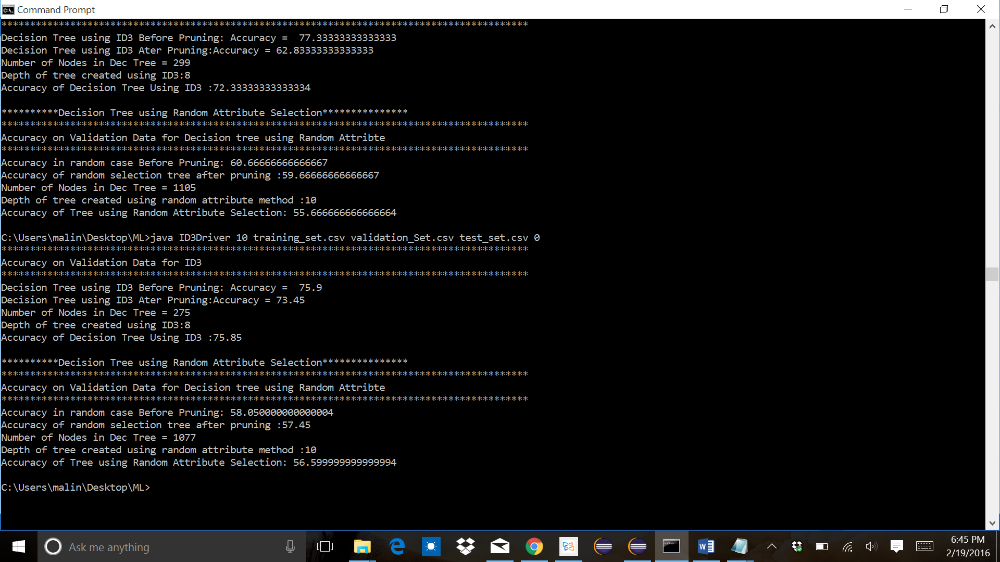 Command Prompt
********************************************************************************************
Decision Tree using ID3 Before Pruning: Accuracy =  77.33333333333333
Decision Tree using ID3 Ater Pruning:Accuracy = 62.83333333333333
Number of Nodes in Dec Tree = 299
Depth of tree created using ID3:8
Accuracy of Decision Tree Using ID3 :72.33333333333334
**********Decision Tree using Random Attribute Selection***************
********************************************************************************************
Accuracy on Validation Data for Decision tree using Random Attribte
********************************************************************************************
Accuracy in random case Before Pruning: 60.66666666666667
Accuracy of random selection tree after pruning :59.66666666666667
Number of Nodes in Dec Tree = 1105
Depth of tree created using random attribute method :10
Accuracy of Tree using Random Attribute Selection: 55.666666666666664
C:\Users\malin\Desktop\ML>java ID3Driver 10 training_set.csv validation_Set.csv test_set.csv 0
********************************************************************************************
Accuracy on Validation Data for ID3
********************************************************************************************
Decision Tree using ID3 Before Pruning: Accuracy =  75.9
Decision Tree using ID3 Ater Pruning:Accuracy = 73.45
Number of Nodes in Dec Tree = 275
Depth of tree created using ID3:8
Accuracy of Decision Tree Using ID3 :75.85
**********Decision Tree using Random Attribute Selection***************
********************************************************************************************
Accuracy on Validation Data for Decision tree using Random Attribte
********************************************************************************************
Accuracy in random case Before Pruning: 58.050000000000004
Accuracy of random selection tree after pruning :57.45
Number of Nodes in Dec Tree = 1077
Depth of tree created using random attribute method :10
Accuracy of Tree using Random Attribute Selection: 56.599999999999994
C:\Users\malin\Desktop\ML>
Ask me anything
6:45 PM
2/19/2016